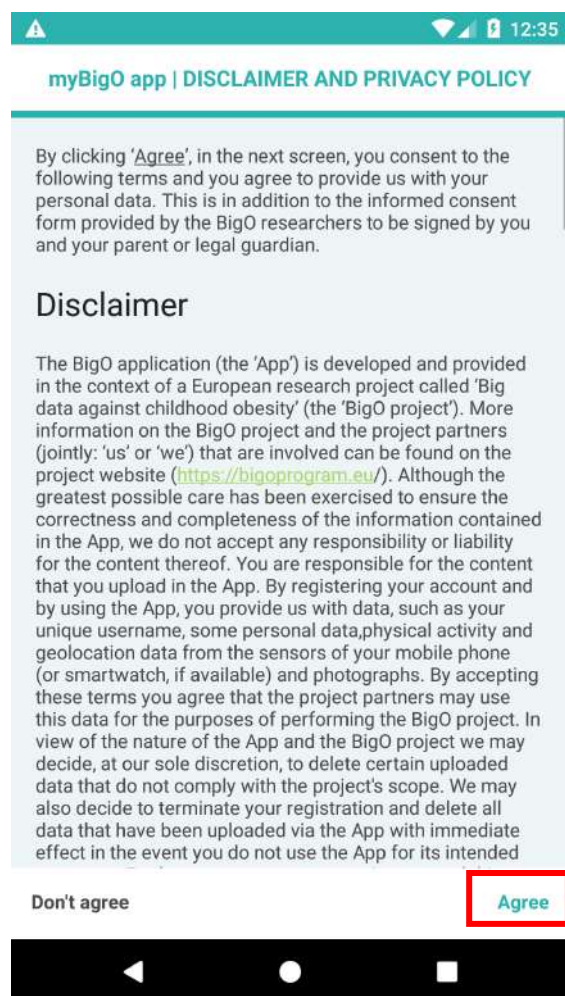 12:35
myBigO app | DISCLAIMER AND PRIVACY POLICY
By clicking ‘Agree’, in the next screen, you consent to the
following terms and you agree to provide us with your
personal data. This is in addition to the informed consent
form provided by the BigO researchers to be signed by you
and your parent or legal guardian.
Disclaimer
The BigO application (the ‘App’) is developed and provided
in the context of a European research project called ‘Big
data against childhood obesity’ (the ‘BigO project’). More
information on the BigO project and the project partners
(jointly: ‘us’ or ‘we’) that are involved can be found on the
project website (https://bigoprogram.eu/). Although the
greatest possible care has been exercised to ensure the
correctness and completeness of the information contained
in the App, we do not accept any responsibility or liability
for the content thereof. You are responsible for the content
that you upload in the App. By registering your account and
by using the App, you provide us with data, such as your
unique username, some personal data,physical activity and
geolocation data from the sensors of your mobile phone
(or smartwatch, if available) and photographs. By accepting
these terms you agree that the project partners may use
this data for the purposes of performing the BigO project. In
view of the nature of the App and the BigO project we may
decide, at our sole discretion, to delete certain uploaded
data that do not comply with the project's scope. We may
also decide to terminate your registration and delete all
data that have been uploaded via the App with immediate
effect in the event you do not use the App for its intended
Don't agree
Agree